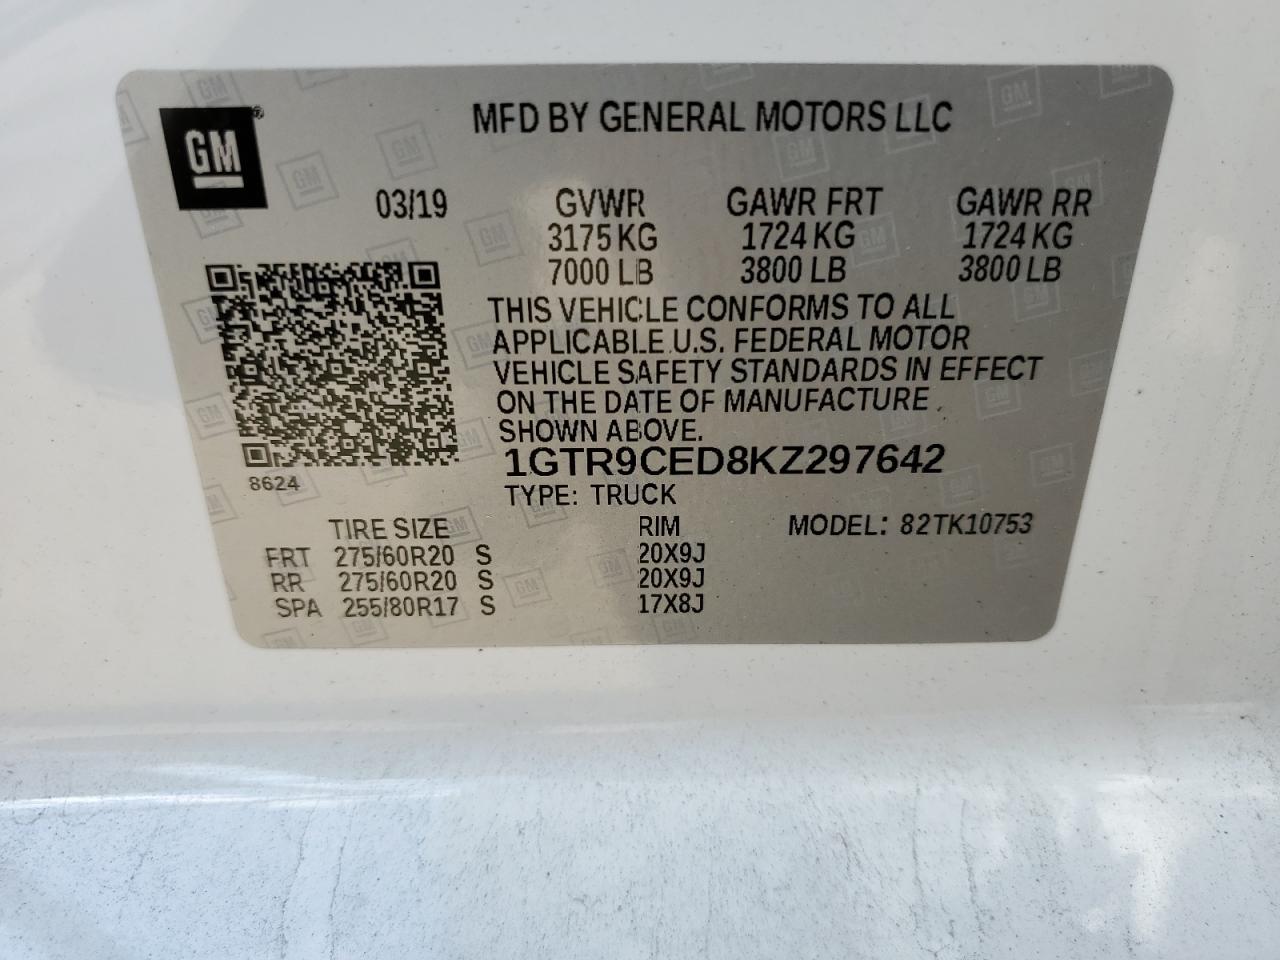 GM
MFD BY GENERAL MOTORS LLC
03/19 GVWR GAWR FRT GAWR RR
3175 KG 1724 KG 1724 KG
7000 LB 3800 LB 3800 LB
THIS VEHICLE CONFORMS TO ALL
APPLICABLE U.S. FEDERAL MOTOR
VEHICLE SAFETY STANDARDS IN EFFECT
ON THE DATE OF MANUFACTURE
SHOWN ABOVE.
1GTR9CED8KZ297642
8624
TYPE: TRUCK
TIRE SIZE RIM MODEL: 82TK10753
FRT 275/60R20 S 20X9J
RR 275/60R20 S 20X9J
SPA 255/80R17 S 17X8J